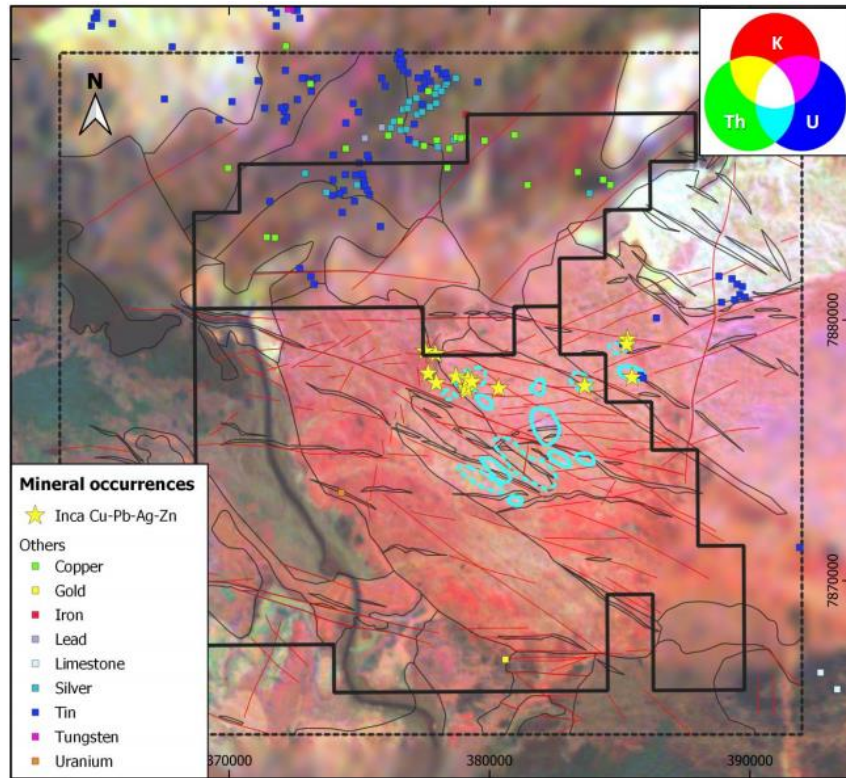 K
Th
U
N
7880000
7870000
Mineral occurrences
Inca Cu-Pb-Ag-Zn
Others
Copper
Gold
Iron
Lead
Limestone
Silver
Tin
Tungsten
Uranium
370000
380000
390000